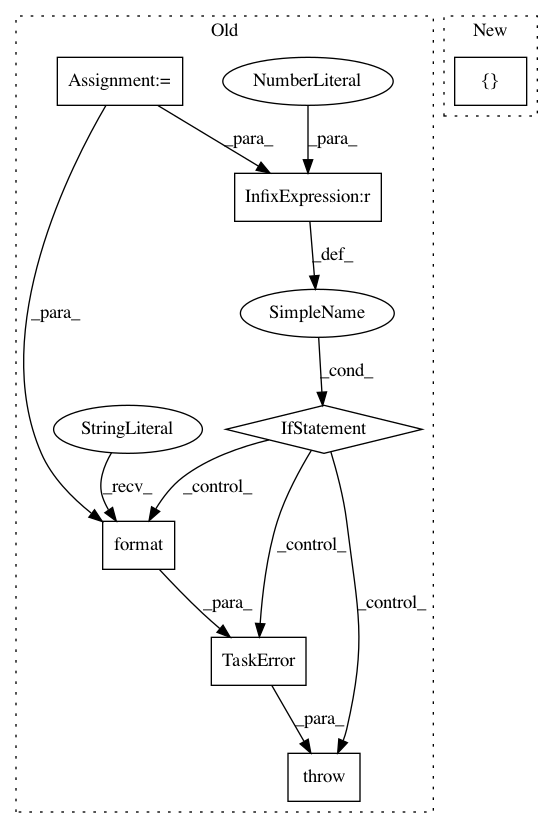 Old
New
Assignment:=
NumberLiteral
{}
_para_
_para_
InfixExpression:r
_def_
_para_
SimpleName
_cond_
StringLiteral
IfStatement
_recv_
_control_
format
_control_
_control_
_para_
TaskError
_para_
throw